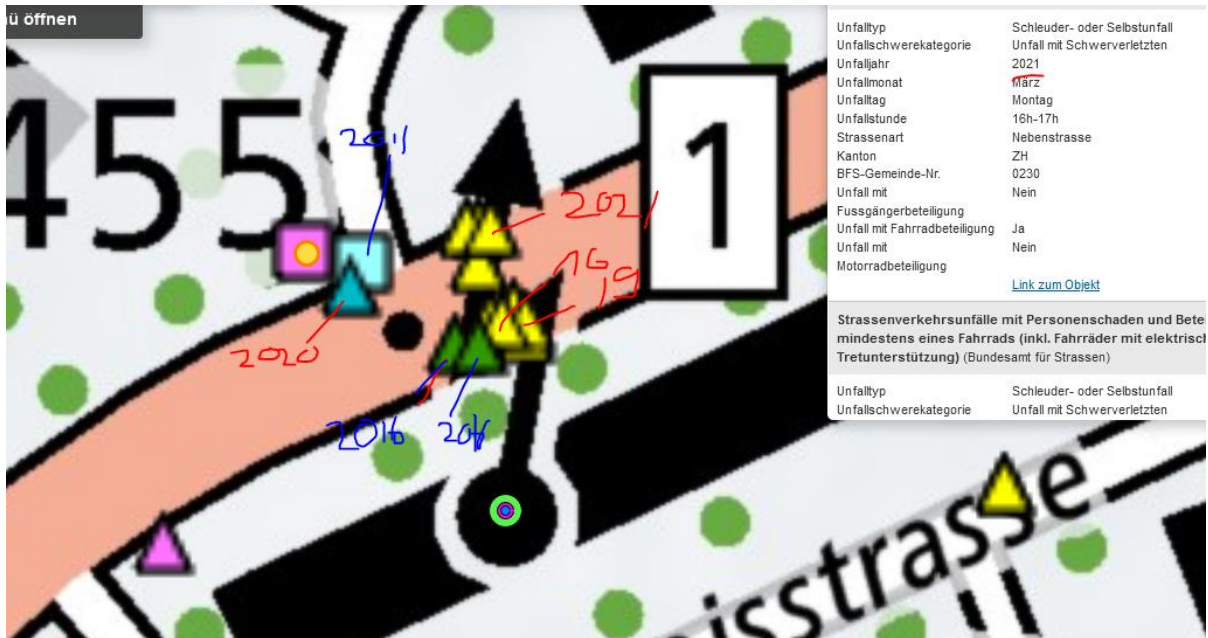 nü öffnen
455
1
2011
2021
16
19
2020
2016
isstrasse
Unfalltyp Schleuder- oder Selbstunfall
Unfallschwerekategorie Unfall mit Schwerverletzten
Unfalljahr 2021
Unfallmonat März
Unfalltag Montag
Unfallstunde 16h-17h
Strassenart Nebenstrasse
Kanton ZH
BFS-Gemeinde-Nr. 0230
Unfall mit Nein
Fussgängerbeteiligung
Unfall mit Fahrradbeteiligung Ja
Unfall mit Nein
Motorradbeteiligung
Link zum Objekt
Strassenverkehrsunfälle mit Personenschaden und Bete
mindestens eines Fahrrads (inkl. Fahrräder mit elektrisch
Tretunterstützung) (Bundesamt für Strassen)
Unfalltyp Schleuder- oder Selbstunfall
Unfallschwerekategorie Unfall mit Schwerverletzten